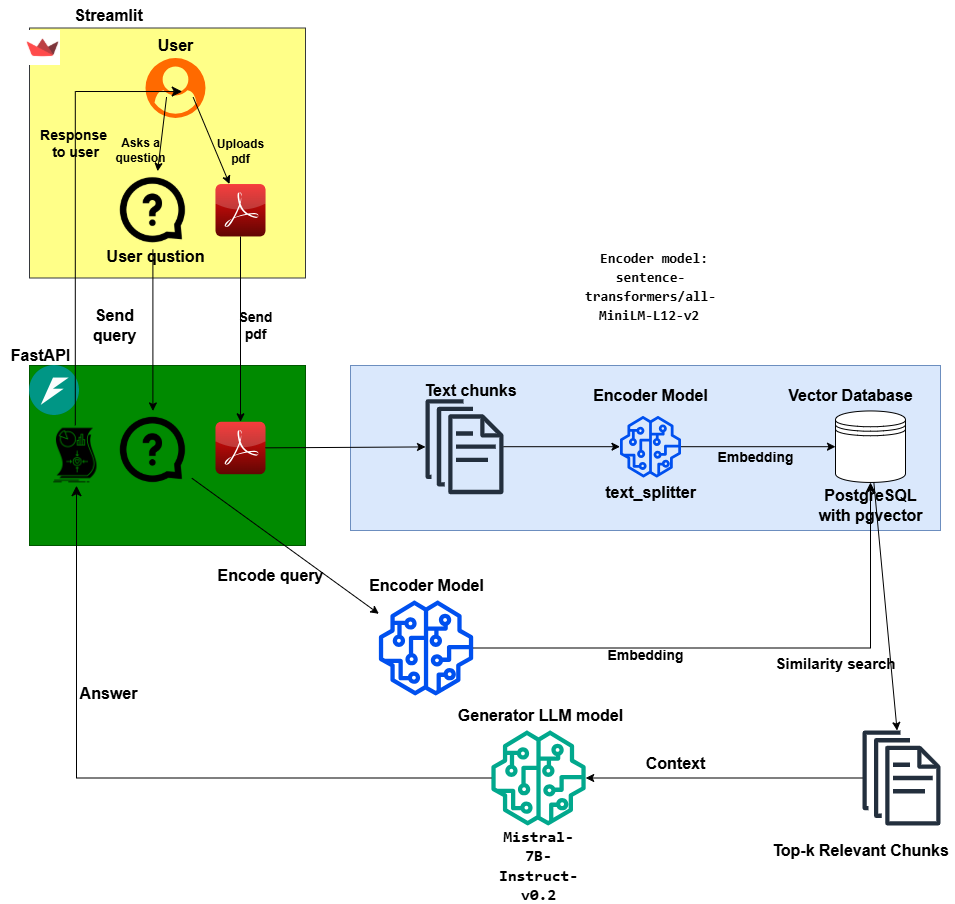 Streamlit
User
Response
to user
Asks a
question
Uploads
pdf
?
User qustion
Send
query
Send
pdf
Encoder model:
sentence-
transformers/all-
MiniLM-L12-v2
FastAPI
?
Text chunks
Encoder Model
text_splitter
Embedding
Vector Database
PostgreSQL
with pgvector
Encode query
Encoder Model
Embedding
Similarity search
Answer
Generator LLM model
Context
Mistral-
7B-
Instruct-
v0.2
Top-k Relevant Chunks